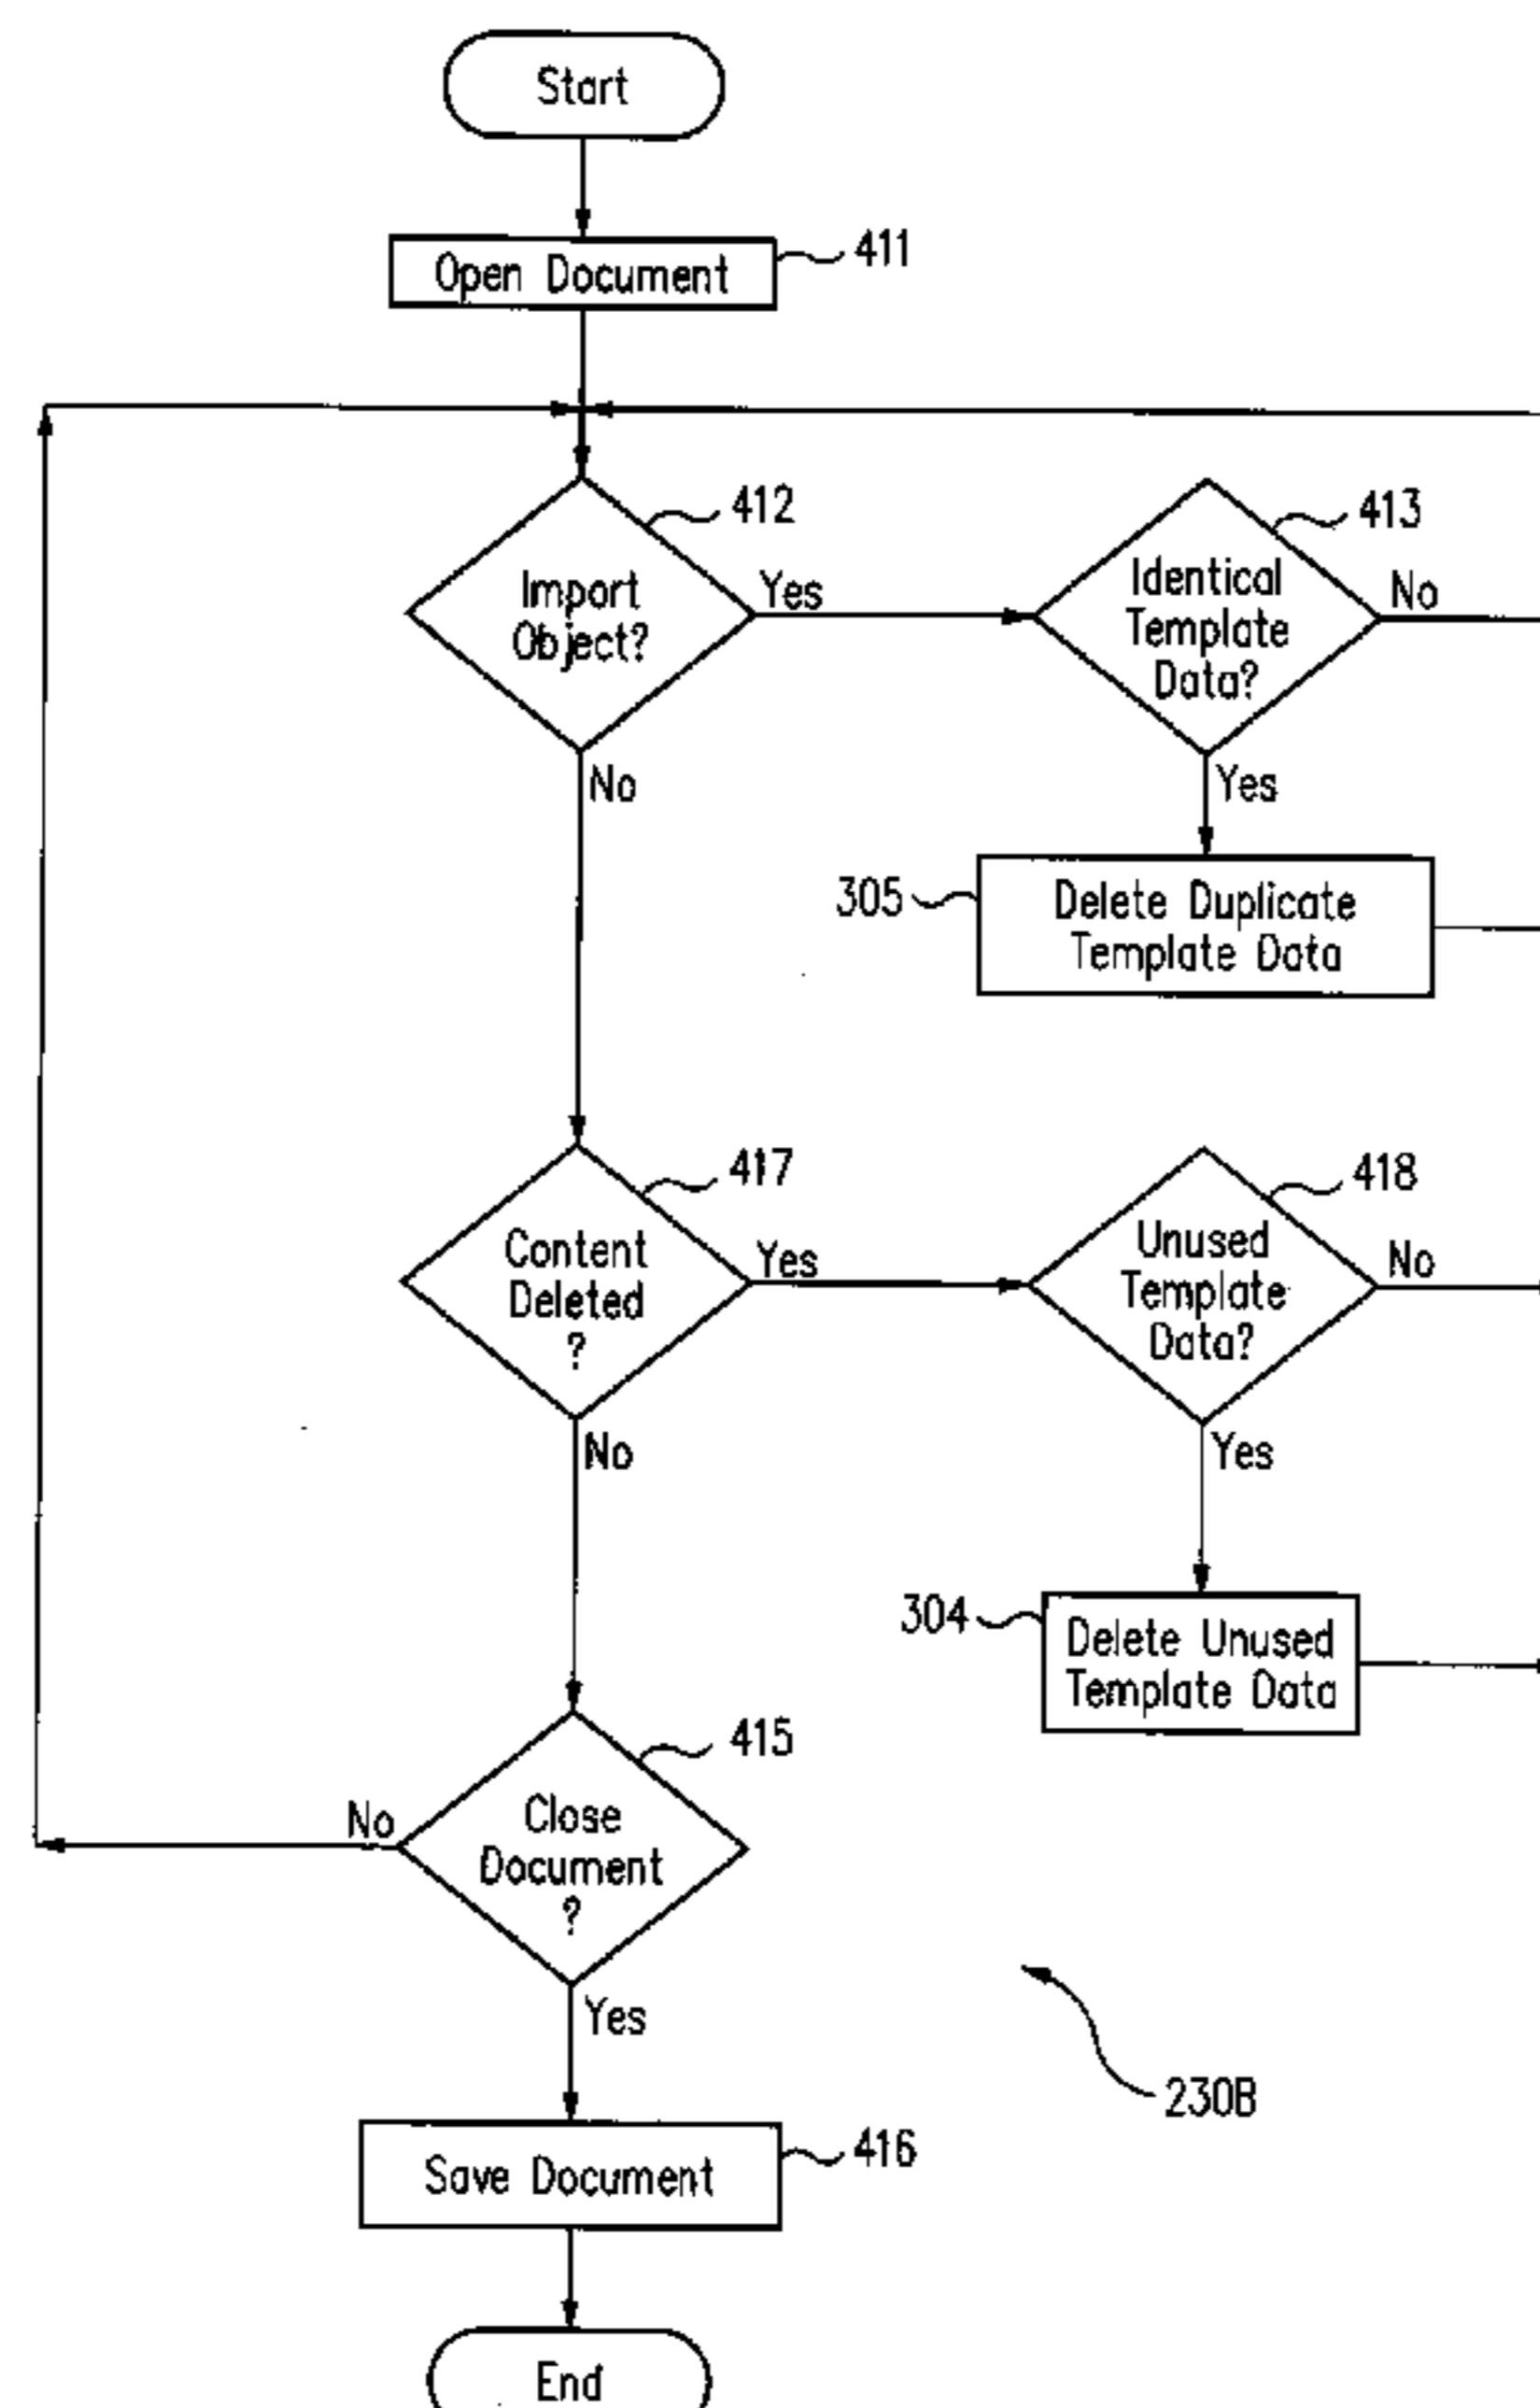 Start
Open Document
411
412
Import
Object?
Yes
No
413
Identical
Template
Data?
No
Yes
305
Delete Duplicate
Template Data
417
Content
Deleted
?
Yes
No
418
Unused
Template
Data?
No
Yes
304
Delete Unused
Template Data
415
Close
Document
?
No
Yes
230B
Save Document
416
End